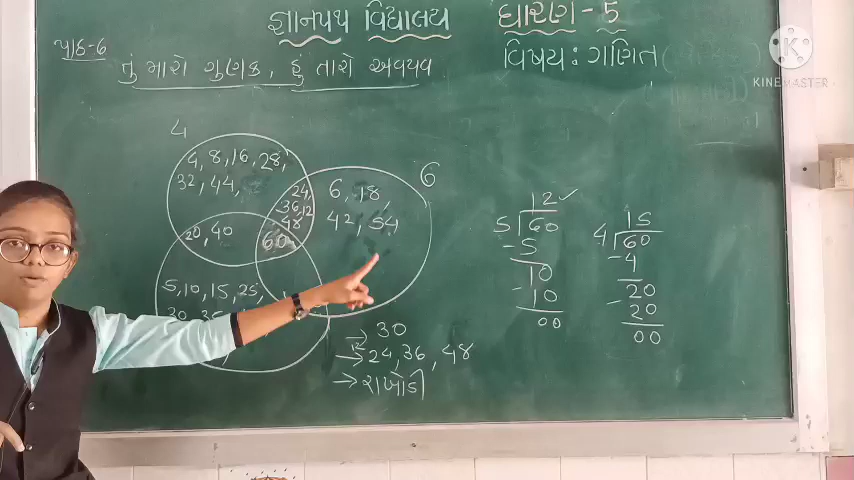 જ્ઞાનપથ વિદ્યાલય
ધોરણ - 5
પાઠ-6
વિષય : ગણિત
તું મારો ગુણક, હું તારો અવયવ
K
KINEMASTER
4
6
4, 8, 16, 28,
32, 44,
24,
36, 12
48
6, 18,
42, 54
20, 40
60
5, 10, 15, 25,
→ 30
→ 12 24, 36, 48
→ રાખોડી
12 ✓
5 60
-5
10
- 10
00
15
4 60
-4
20
- 20
00